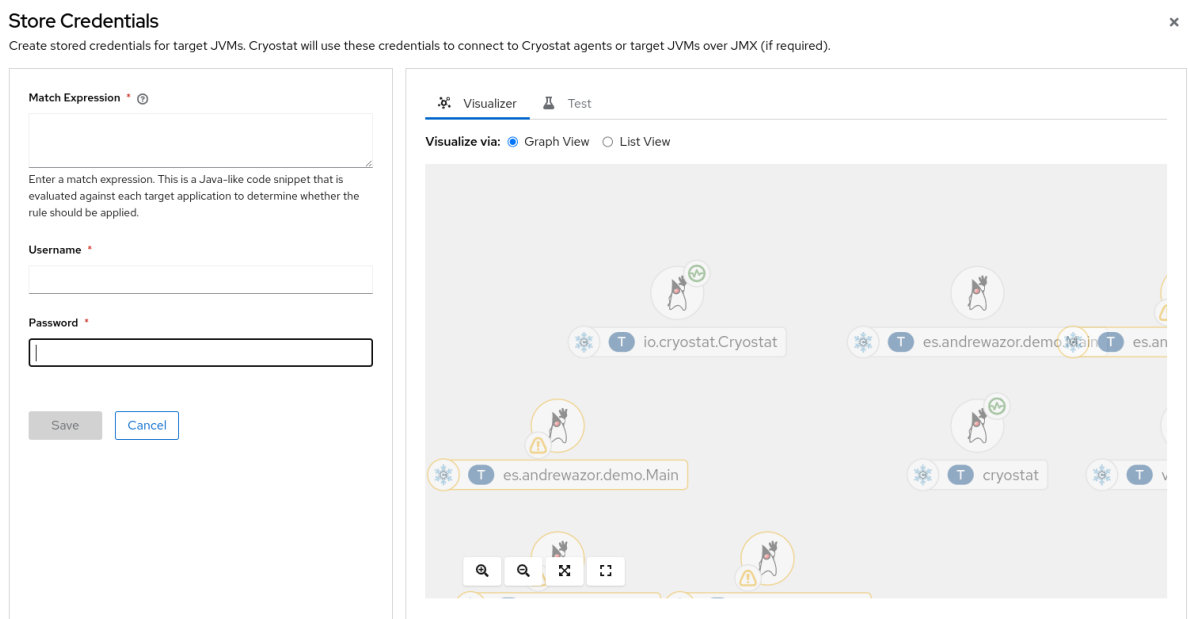 Store Credentials
Create stored credentials for target JVMs. Cryostat will use these credentials to connect to Cryostat agents or target JVMs over JMX (if required).
Match Expression *
Enter a match expression. This is a Java-like code snippet that is
evaluated against each target application to determine whether the
rule should be applied.
Username *
Password *
Save Cancel
Visualizer Test
Visualize via: Graph View List View
T io.cryostat.Cryostat
T es.andrewazor.demo.Main
T es.an
T es.andrewazor.demo.Main
T cryostat
T v